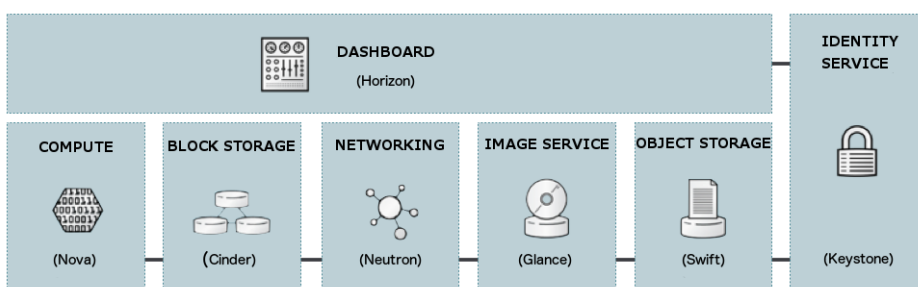 DASHBOARD
(Horizon)
IDENTITY
SERVICE
(Keystone)
COMPUTE
(Nova)
BLOCK STORAGE
(Cinder)
NETWORKING
(Neutron)
IMAGE SERVICE
(Glance)
OBJECT STORAGE
(Swift)